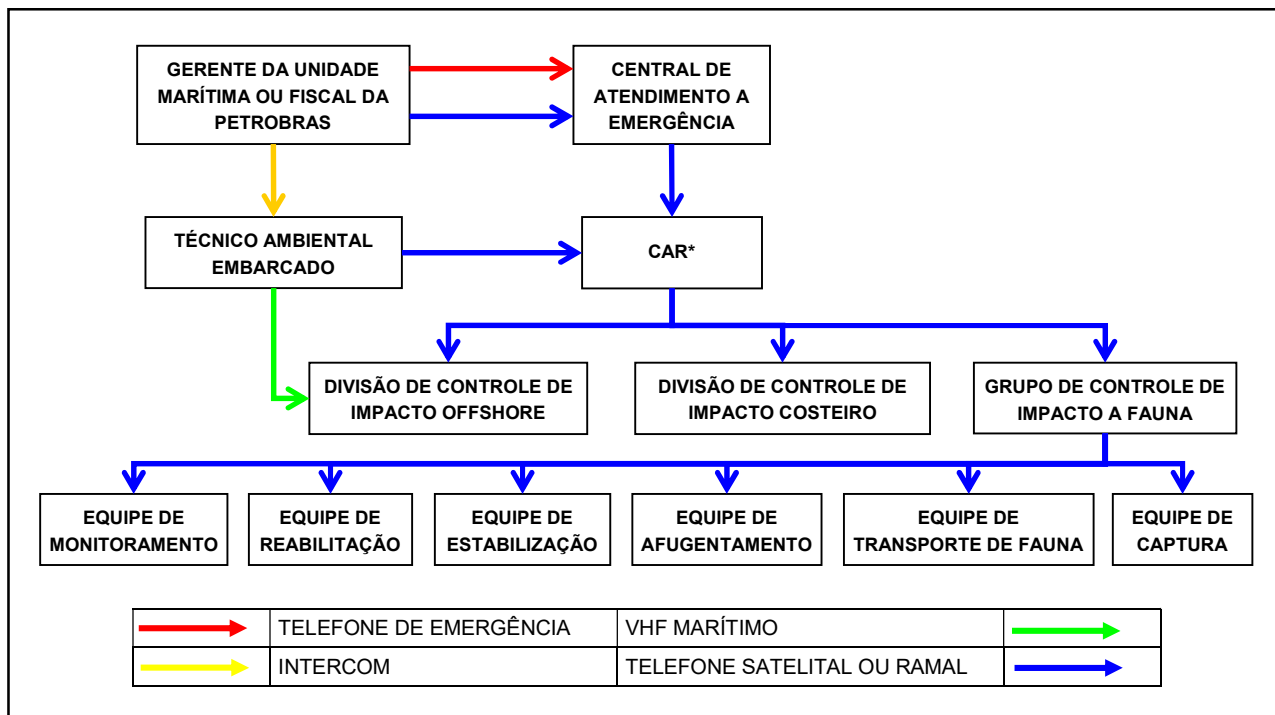 GERENTE DA UNIDADE
MARÍTIMA OU FISCAL DA
PETROBRAS
CENTRAL DE
ATENDIMENTO A
EMERGÊNCIA
TÉCNICO AMBIENTAL
EMBARCADO
CAR*
DIVISÃO DE CONTROLE DE
IMPACTO OFFSHORE
DIVISÃO DE CONTROLE DE
IMPACTO COSTEIRO
GRUPO DE CONTROLE DE
IMPACTO A FAUNA
EQUIPE DE
MONITORAMENTO
EQUIPE DE
REABILITAÇÃO
EQUIPE DE
ESTABILIZAÇÃO
EQUIPE DE
AFUGENTAMENTO
EQUIPE DE
TRANSPORTE DE FAUNA
EQUIPE DE
CAPTURA
TELEFONE DE EMERGÊNCIA
VHF MARÍTIMO
INTERCOM
TELEFONE SATELITAL OU RAMAL